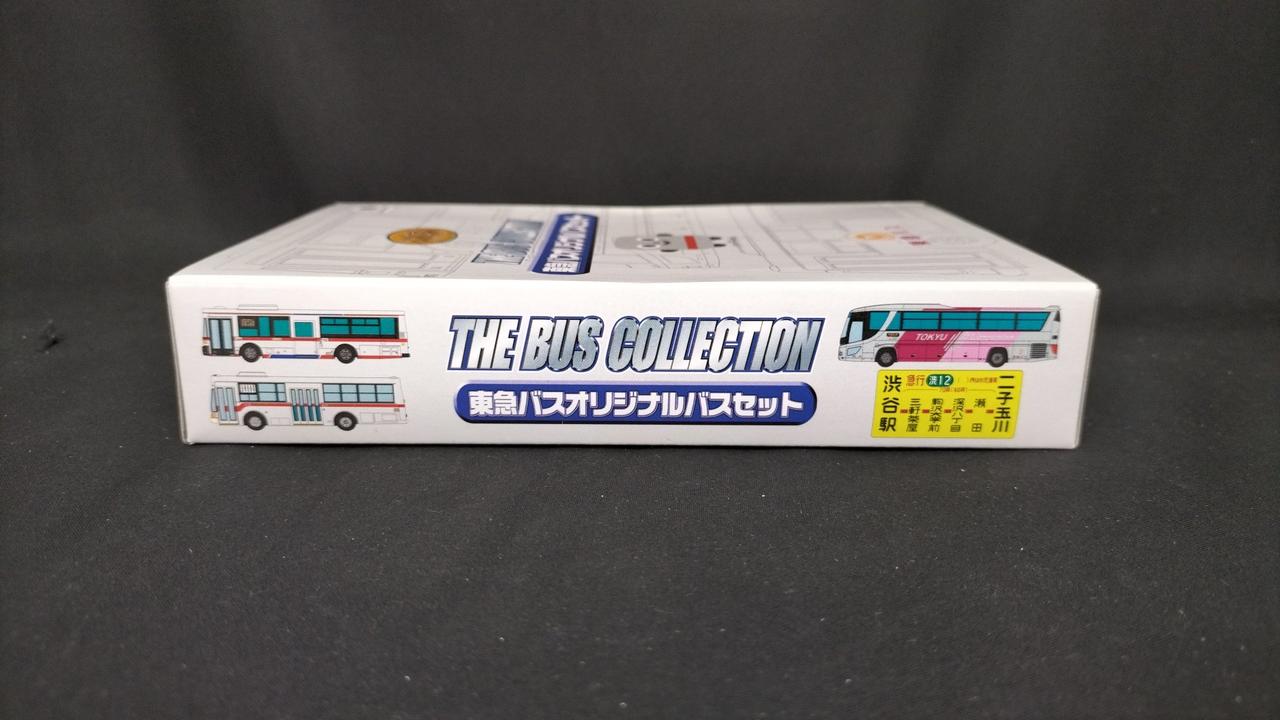 THE BUS COLLECTION
東急バスオリジナルバスセット
TOKYU
渋谷駅
急行 渋12
三軒茶屋
駒沢大学前
深沢八丁目
瀬田
二子玉川